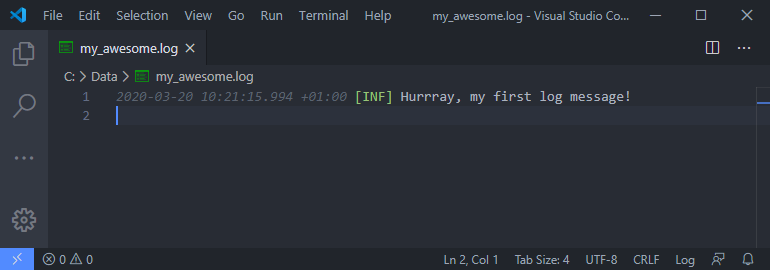 File Edit Selection View Go Run Terminal Help my_awesome.log - Visual Studio Co...
my_awesome.log
C: > Data > my_awesome.log
1 2020-03-20 10:21:15.994 +01:00 [INF] Hurrray, my first log message!
2
0 0 Ln 2, Col 1 Tab Size: 4 UTF-8 CRLF Log